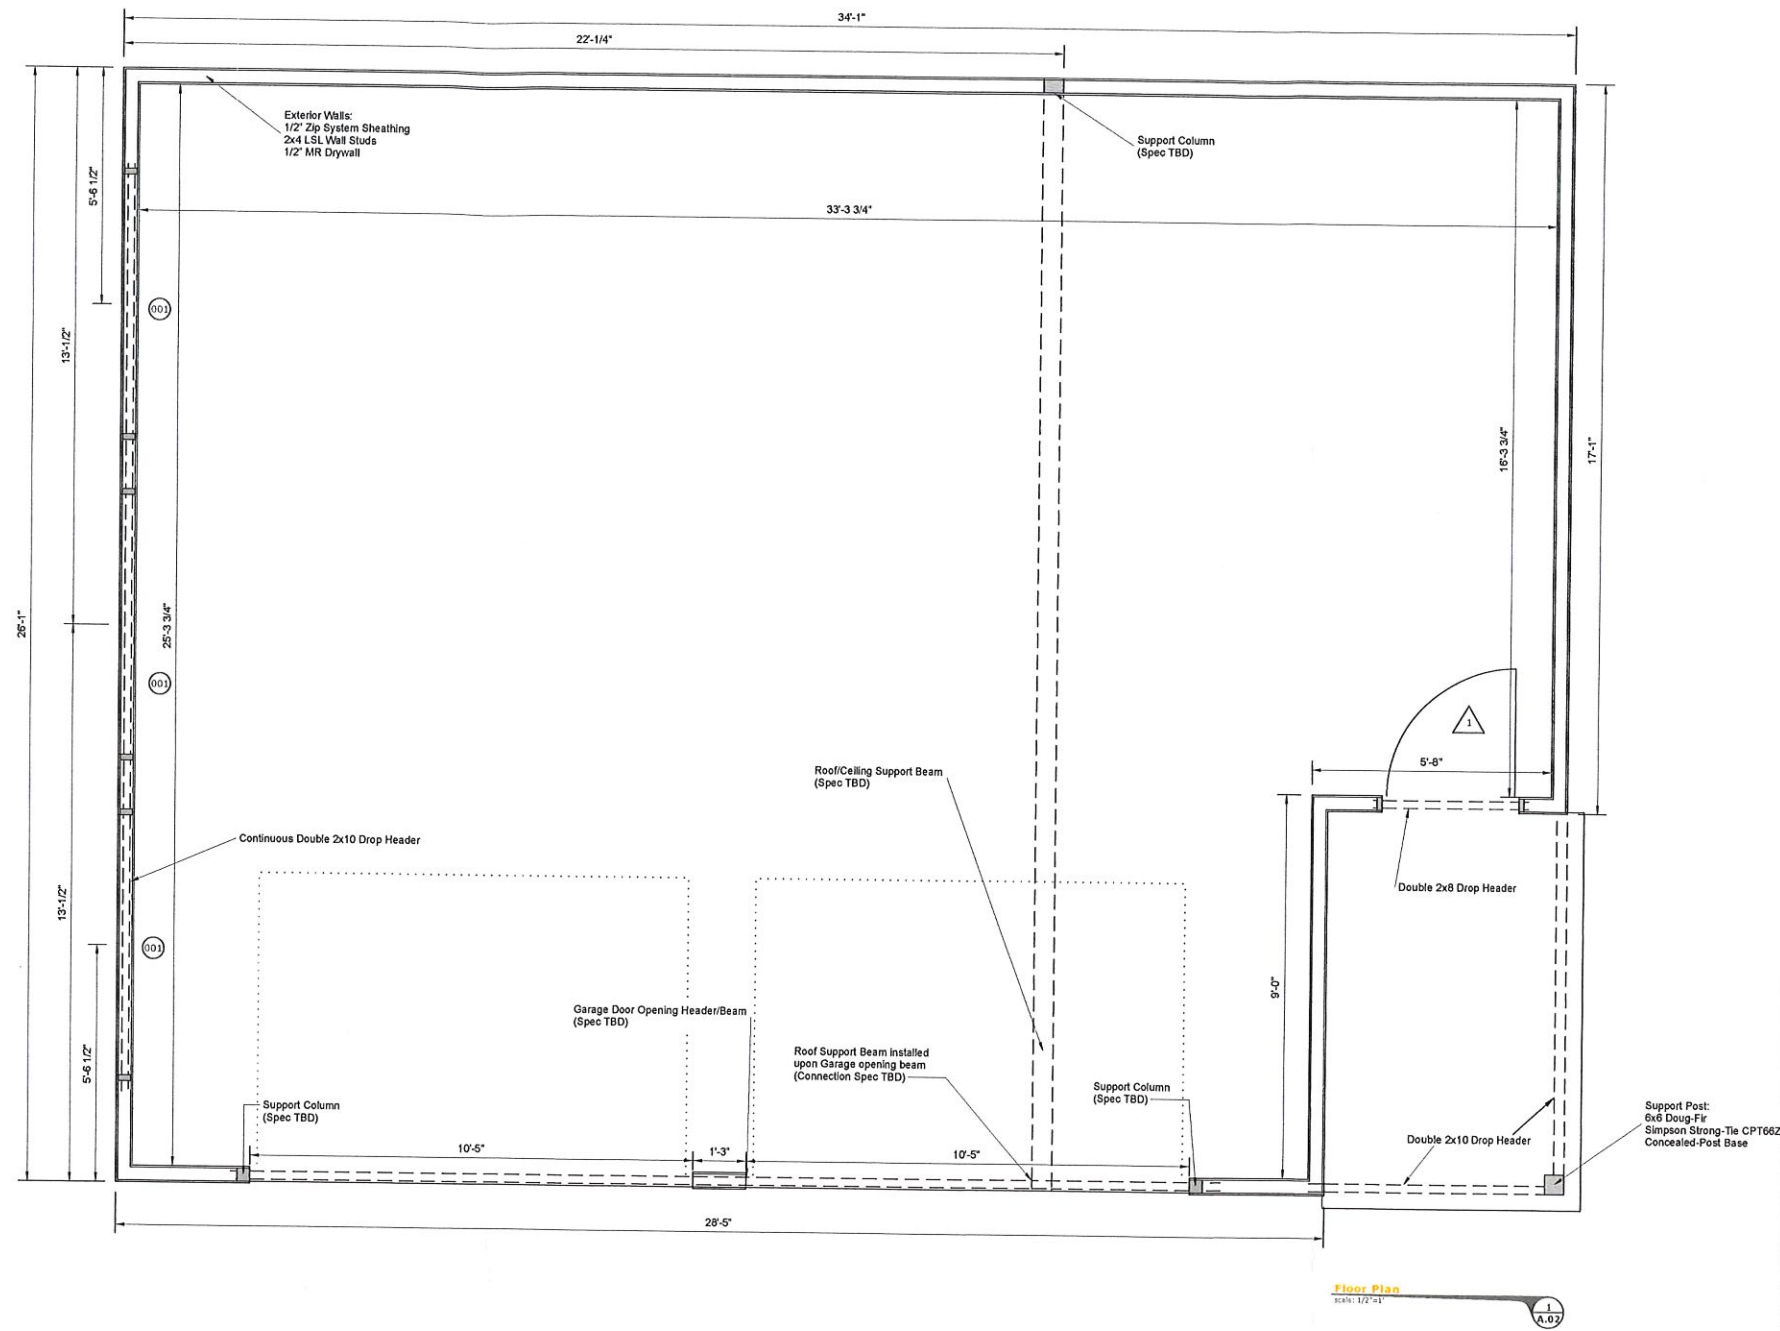 34'-1"
22'-1/4"
Exterior Walls:
1/2" Zip System Sheathing
2x4 LSL Wall Studs
1/2" MR Drywall
Support Column
(Spec TBD)
5'-6 1/2"
33'-3 3/4"
001
13'-1/2"
16'-3 3/4"
17'-1"
26'-1"
25'-3 3/4"
001
1
5'-8"
Roof/Ceiling Support Beam
(Spec TBD)
Continuous Double 2x10 Drop Header
Double 2x8 Drop Header
13'-1/2"
001
9'-0"
Garage Door Opening Header/Beam
(Spec TBD)
5'-6 1/2"
Roof Support Beam installed
upon Garage opening beam
(Connection Spec TBD)
Support Column
(Spec TBD)
Support Column
(Spec TBD)
Support Post:
6x6 Doug-Fir
Simpson Strong-Tie CPT66Z
Concealed-Post Base
Double 2x10 Drop Header
10'-5"
1'-3"
10'-5"
28'-5"
Floor Plan
scale: 1/2"=1'
1
A.02